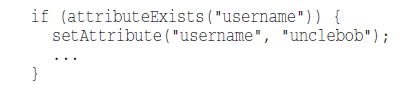 if (attributeExists("username")) {
  setAttribute("username", "unclebob");
  ...
}